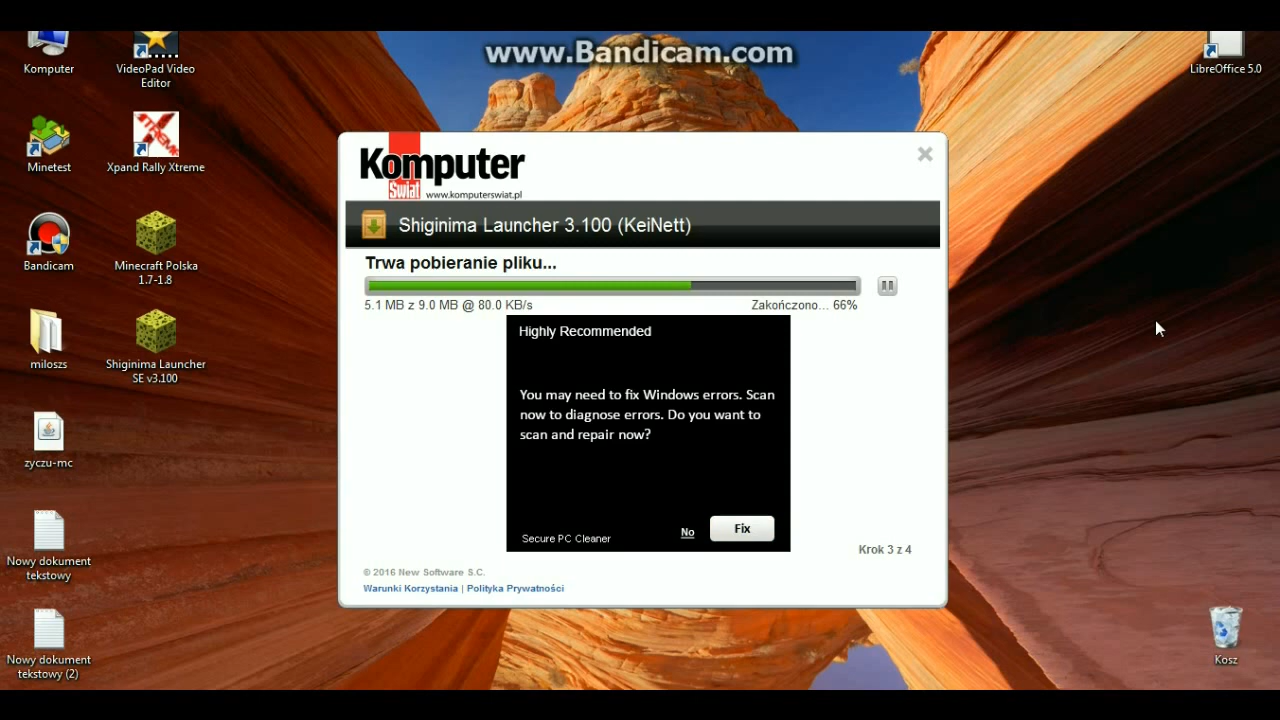 www.Bandicam.com
Komputer
VideoPad Video
Editor
LibreOffice 5.0
Minetest
Xpand Rally Xtreme
XTREME
Bandicam
Minecraft Polska
1.7-1.8
miloszs
Shiginima Launcher
SE v3.100
zyczu-mc
Nowy dokument
tekstowy
Nowy dokument
tekstowy (2)
Kosz
Komputer
Świat
www.komputerswiat.pl
Shiginima Launcher 3.100 (KeiNett)
Trwa pobieranie pliku...
5.1 MB z 9.0 MB @ 80.0 KB/s
Zakończono... 66%
Highly Recommended
You may need to fix Windows errors. Scan
now to diagnose errors. Do you want to
scan and repair now?
Secure PC Cleaner
No
Fix
Krok 3 z 4
© 2016 New Software S.C.
Warunki Korzystania | Polityka Prywatności